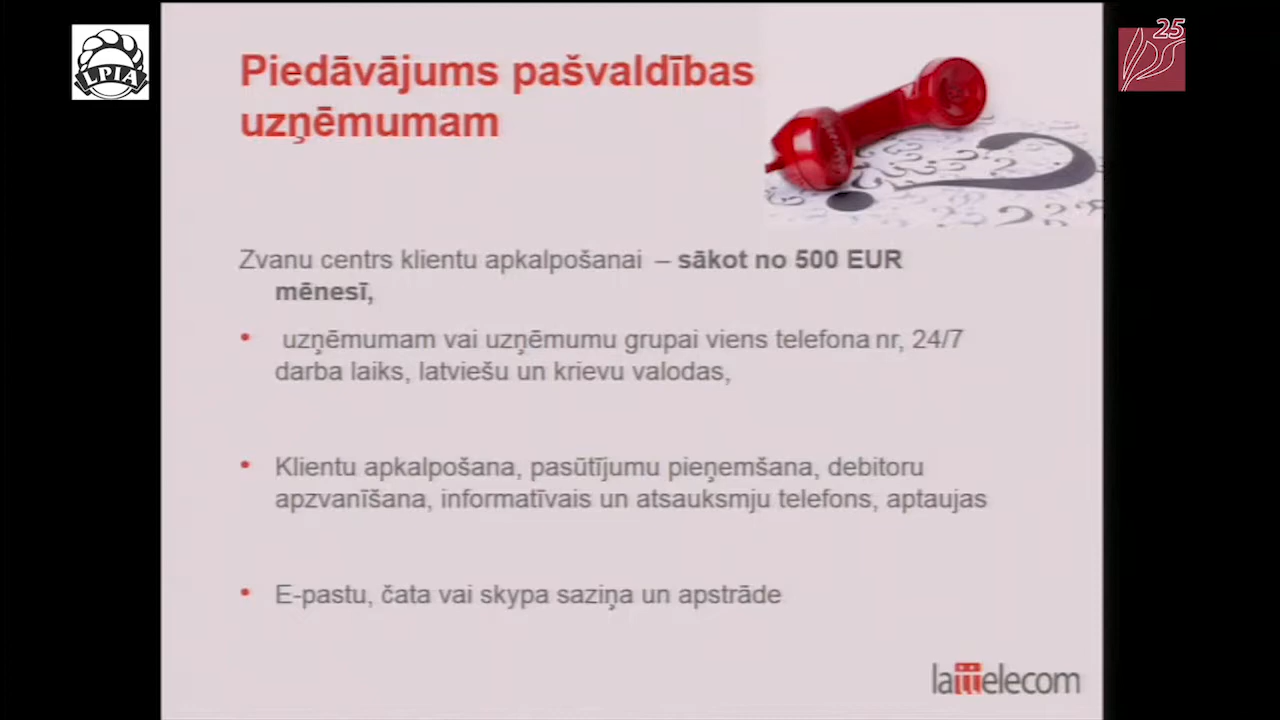 LPIA
25
Piedāvājums pašvaldības
uzņēmumam
Zvanu centrs klientu apkalpošanai – sākot no 500 EUR
mēnesī,
• uzņēmumam vai uzņēmumu grupai viens telefona nr, 24/7
darba laiks, latviešu un krievu valodas,
• Klientu apkalpošana, pasūtījumu pieņemšana, debitoru
apzvanīšana, informatīvais un atsauksmju telefons, aptaujas
• E-pastu, čata vai skypa saziņa un apstrāde
lattelecom